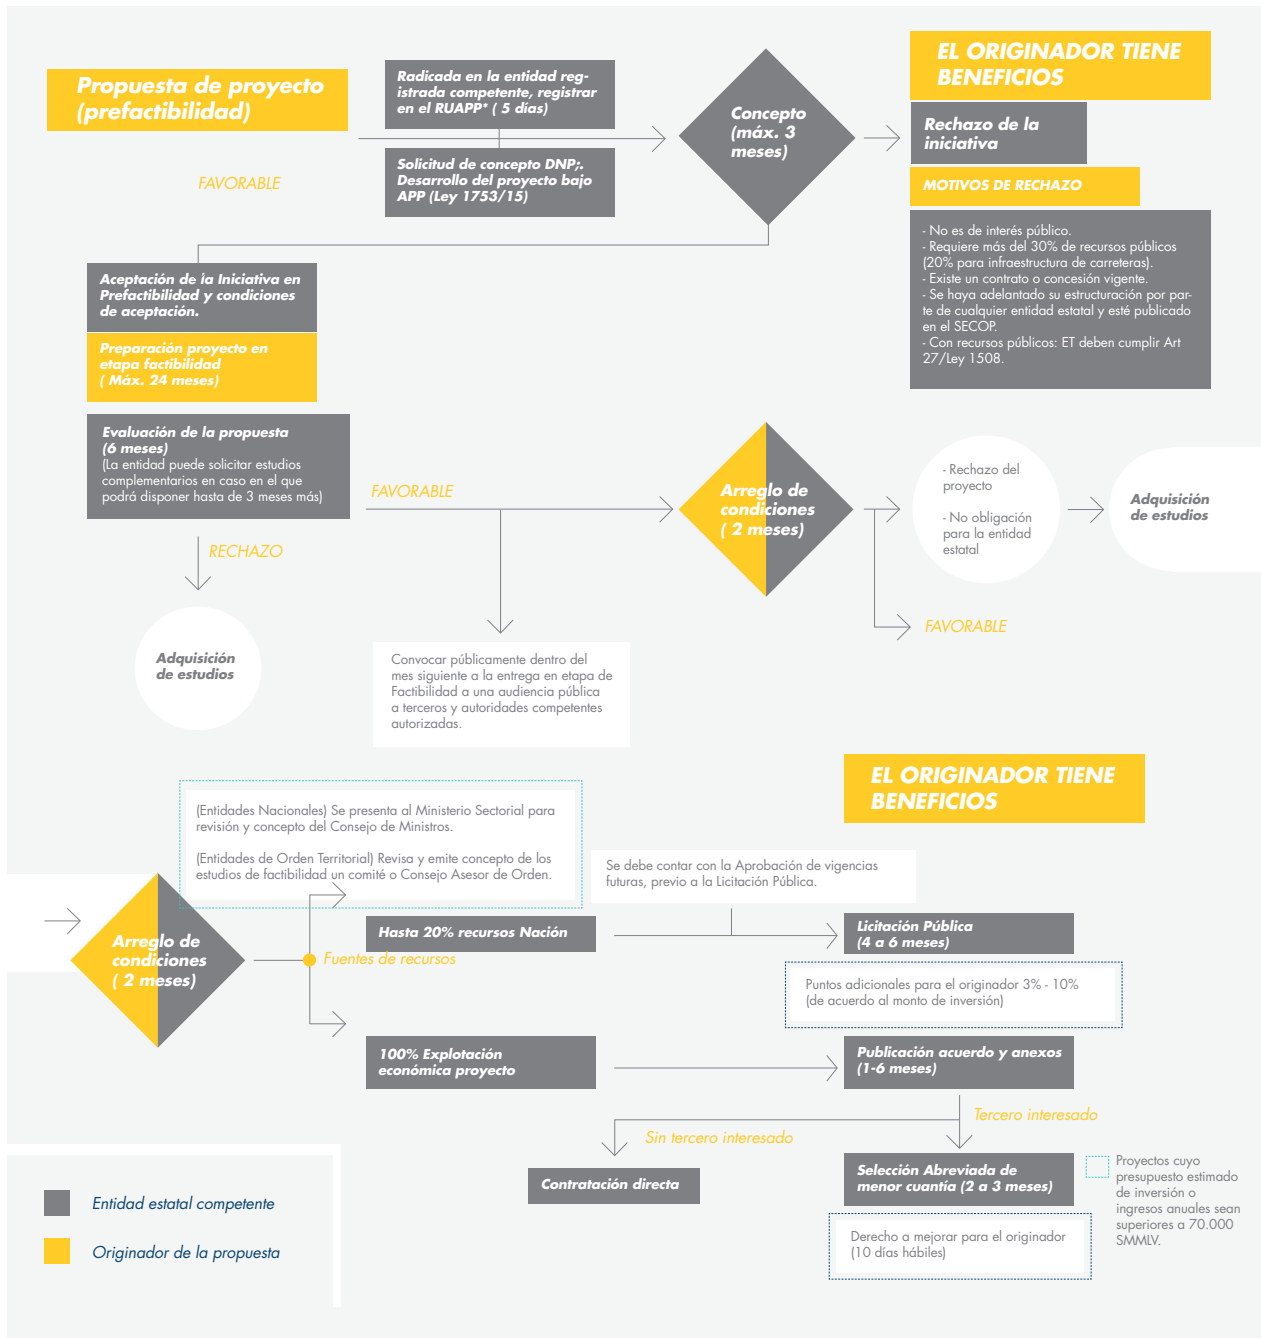 Propuesta de proyecto
(prefactibilidad)
Radicada en la entidad reg-
istrada competente, registrar
en el RUAPP* ( 5 días)
Solicitud de concepto DNP;.
Desarrollo del proyecto bajo
APP (Ley 1753/15)
Concepto
(máx. 3
meses)
EL ORIGINADOR TIENE
BENEFICIOS
Rechazo de la
iniciativa
MOTIVOS DE RECHAZO
- No es de interés público.
- Requiere más del 30% de recursos públicos
(20% para infraestructura de carreteras).
- Existe un contrato o concesión vigente.
- Se haya adelantado su estructuración por par-
te de cualquier entidad estatal y esté publicado
en el SECOP.
- Con recursos públicos: ET deben cumplir Art
27/Ley 1508.
FAVORABLE
Aceptación de la Iniciativa en
Prefactibilidad y condiciones
de aceptación.
Preparación proyecto en
etapa factibilidad
( Máx. 24 meses)
Evaluación de la propuesta
(6 meses)
(La entidad puede solicitar estudios
complementarios en caso en el que
podrá disponer hasta de 3 meses más)
FAVORABLE
RECHAZO
Adquisición
de estudios
Convocar públicamente dentro del
mes siguiente a la entrega en etapa de
Factibilidad a una audiencia pública
a terceros y autoridades competentes
autorizadas.
Arreglo de
condiciones
( 2 meses)
- Rechazo del
proyecto
- No obligación
para la entidad
estatal
Adquisición
de estudios
FAVORABLE
EL ORIGINADOR TIENE
BENEFICIOS
(Entidades Nacionales) Se presenta al Ministerio Sectorial para
revisión y concepto del Consejo de Ministros.
(Entidades de Orden Territorial) Revisa y emite concepto de los
estudios de factibilidad un comité o Consejo Asesor de Orden.
Se debe contar con la Aprobación de vigencias
futuras, previo a la Licitación Pública.
Arreglo de
condiciones
( 2 meses)
Fuentes de recursos
Hasta 20% recursos Nación
Licitación Pública
(4 a 6 meses)
Puntos adicionales para el originador 3% - 10%
(de acuerdo al monto de inversión)
100% Explotación
económica proyecto
Publicación acuerdo y anexos
(1-6 meses)
Tercero interesado
Sin tercero interesado
Contratación directa
Selección Abreviada de
menor cuantía (2 a 3 meses)
Derecho a mejorar para el originador
(10 días hábiles)
Proyectos cuyo
presupuesto estimado
de inversión o
ingresos anuales sean
superiores a 70.000
SMMLV.
Entidad estatal competente
Originador de la propuesta